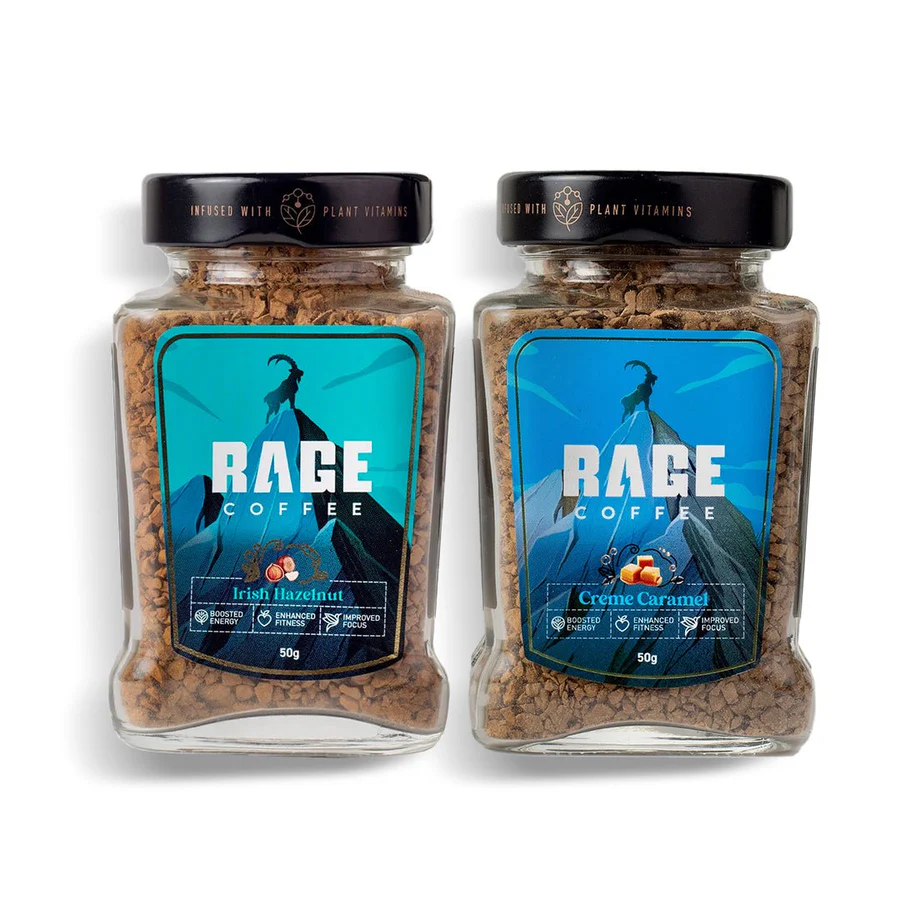 INFUSED WITH PLANT VITAMINS
RAGE
COFFEE
Irish Hazelnut
BOOSTED
ENERGY
ENHANCED
FITNESS
IMPROVED
FOCUS
50g
FUSED WITH PLANT VITAMINS
RAGE
COFFEE
Creme Caramel
BOOSTED
ENERGY
ENHANCED
FITNESS
IMPROVED
FOCUS
50g